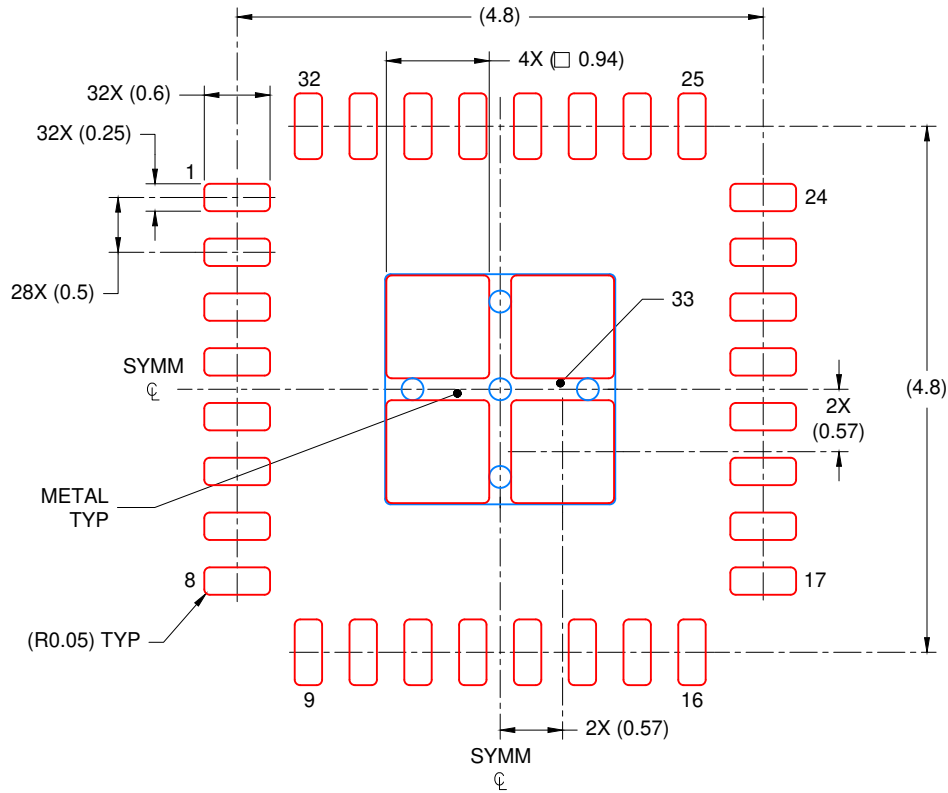 (4.8)
4X (□ 0.94)
32X (0.6)
32
25
32X (0.25)
1
24
28X (0.5)
33
SYMM
℄
(4.8)
2X
(0.57)
METAL
TYP
8
17
(R0.05) TYP
9
16
2X (0.57)
SYMM
℄